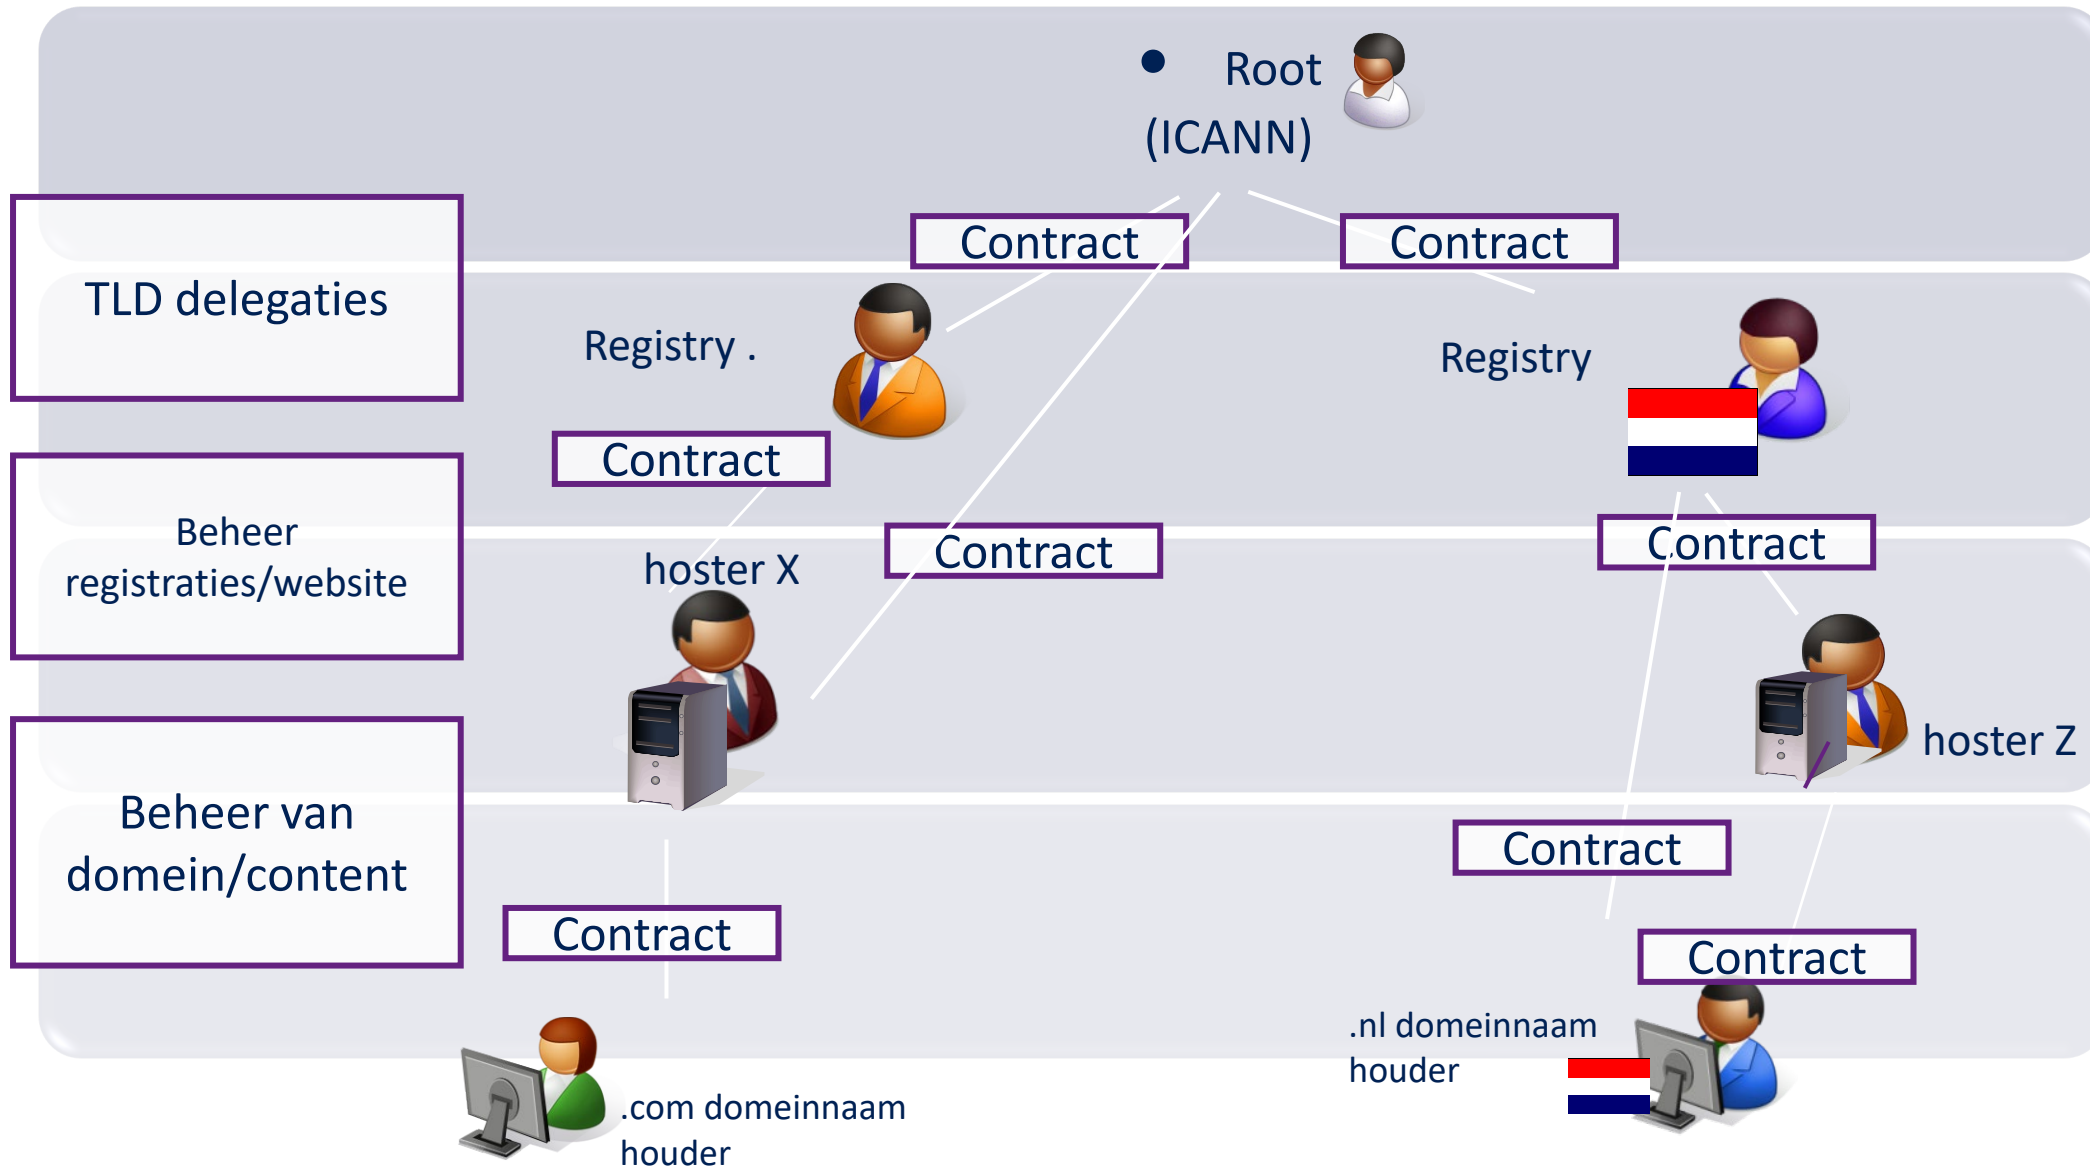 • Root
(ICANN)
Contract
Contract
TLD delegaties
Registry .
Registry
Contract
Beheer
registraties/website
hoster X
Contract
Contract
hoster Z
Beheer van
domein/content
Contract
Contract
Contract
.nl domeinnaam
houder
.com domeinnaam
houder